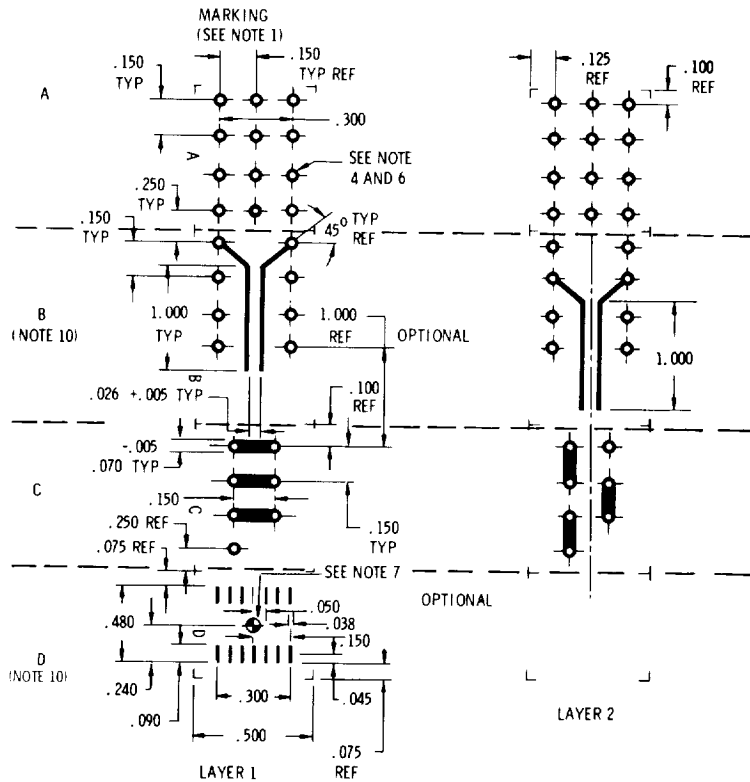 MARKING
(SEE NOTE 1)
.150
TYP
.150
TYP REF
.125
REF
.100
REF
A
.300
A
SEE NOTE
4 AND 6
.250
TYP
.150
TYP
45° TYP
REF
B
(NOTE 10)
1.000
TYP
1.000
REF
OPTIONAL
1.000
B
.026 +.005 TYP
.100
REF
-.005
.070 TYP
C
.150
C
.250 REF
.150
TYP
.075 REF
SEE NOTE 7
OPTIONAL
.050
.480
.038
D
.150
D
(NOTE 10)
.240
.300
.045
.090
.500
.075
REF
LAYER 1
LAYER 2